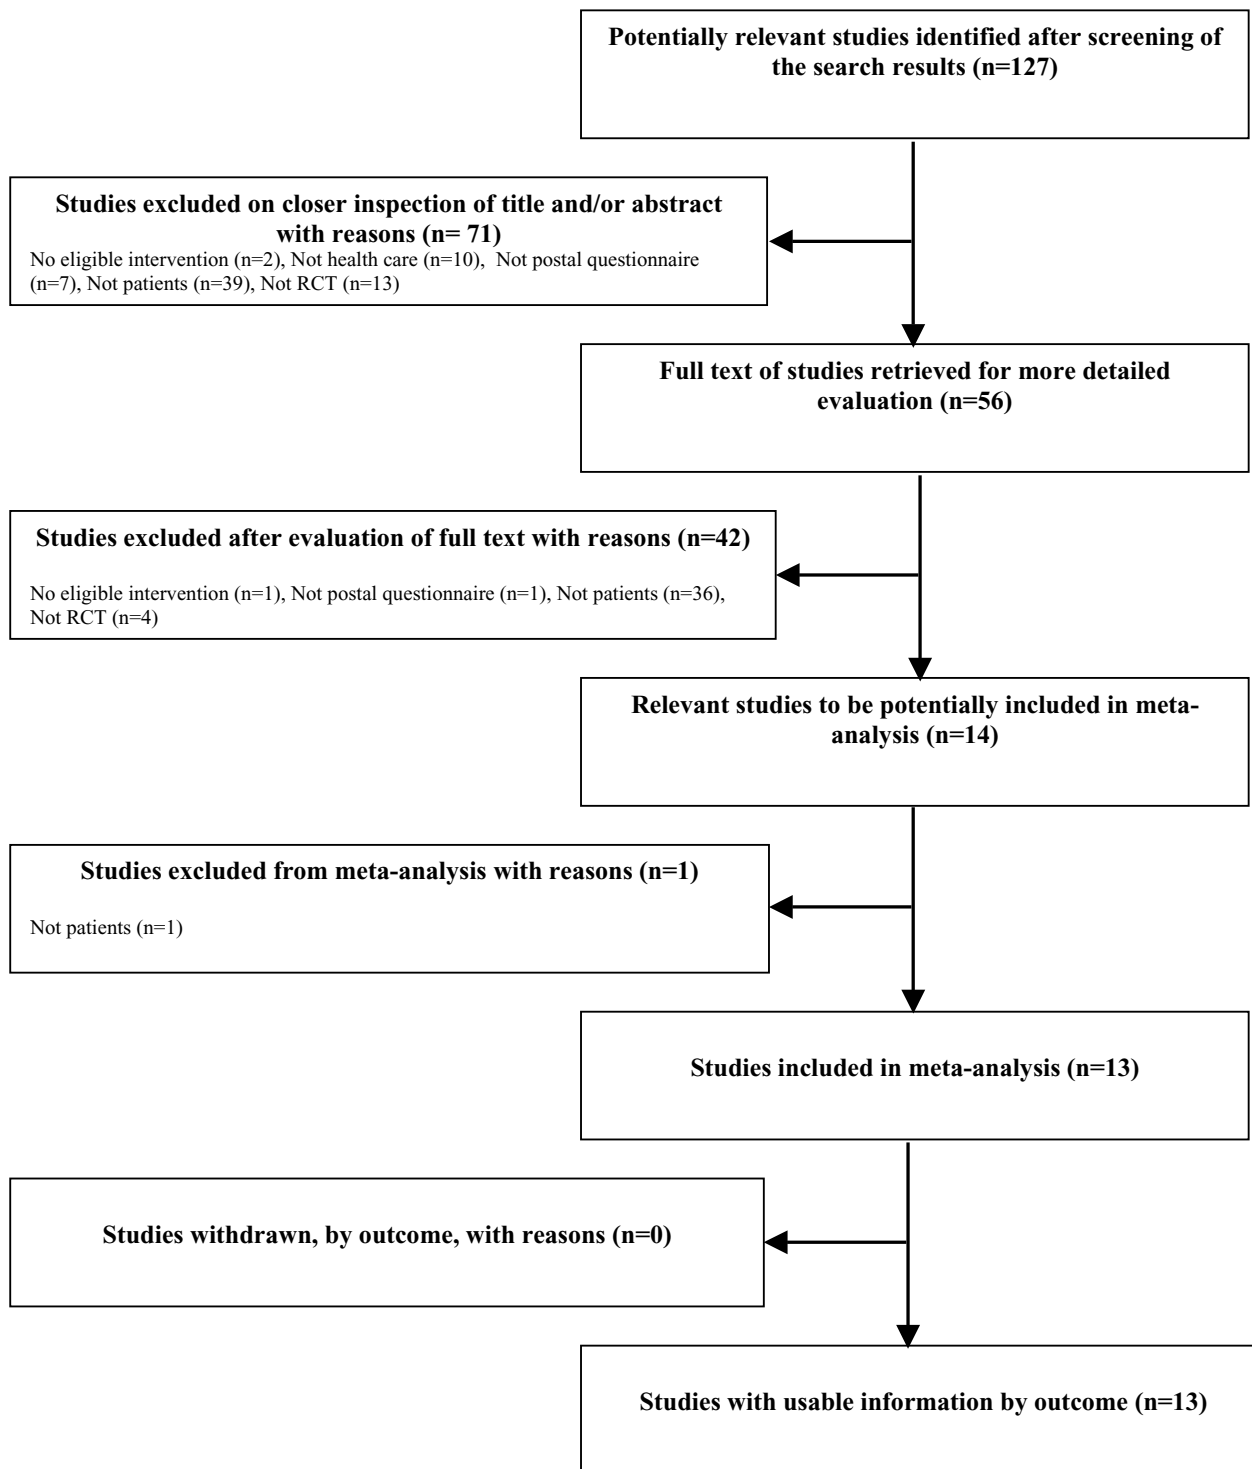 Potentially relevant studies identified after screening of
the search results (n=127)
Studies excluded on closer inspection of title and/or abstract
with reasons (n= 71)
No eligible intervention (n=2), Not health care (n=10),  Not postal questionnaire
(n=7), Not patients (n=39), Not RCT (n=13)
Full text of studies retrieved for more detailed
evaluation (n=56)
Studies excluded after evaluation of full text with reasons (n=42)
No eligible intervention (n=1), Not postal questionnaire (n=1), Not patients (n=36),
Not RCT (n=4)
Relevant studies to be potentially included in meta-
analysis (n=14)
Studies excluded from meta-analysis with reasons (n=1)
Not patients (n=1)
Studies included in meta-analysis (n=13)
Studies withdrawn, by outcome, with reasons (n=0)
Studies with usable information by outcome (n=13)